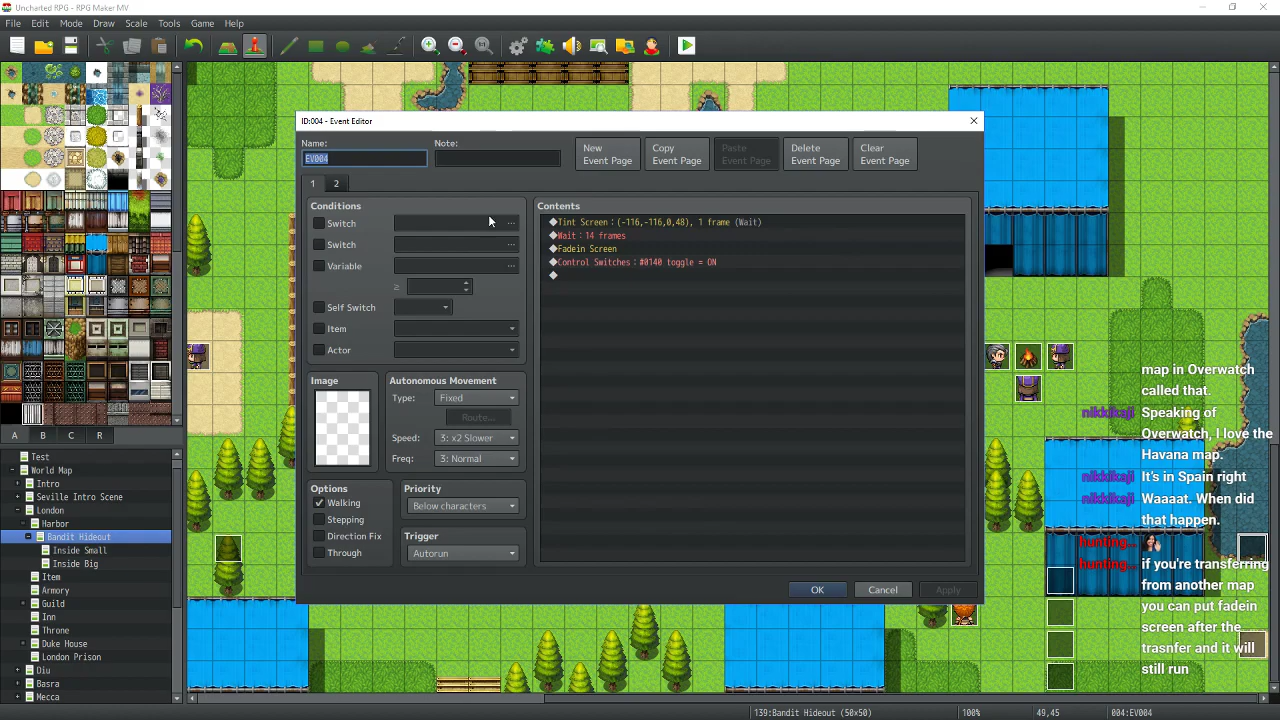 Uncharted RPG - RPG Maker MV
File Edit Mode Draw Scale Tools Game Help
ID:004 - Event Editor
Name: Note:
EV004
New Event Page
Copy Event Page
Paste Event Page
Delete Event Page
Clear Event Page
1 2
Conditions
Switch ...
Switch ...
Variable ...
≥
Self Switch
Item
Actor
Image
Autonomous Movement
Type: Fixed
Route...
Speed: 3: x2 Slower
Freq: 3: Normal
Options
Walking
Stepping
Direction Fix
Through
Priority
Below characters
Trigger
Autorun
Contents
◆Tint Screen : (-116,-116,0,48), 1 frame (Wait)
◆Wait : 14 frames
◆Fadein Screen
◆Control Switches : #0140 toggle = ON
◆
OK Cancel Apply
A B C R
Test
World Map
Intro
Seville Intro Scene
London
Harbor
Bandit Hideout
Inside Small
Inside Big
Item
Armory
Guild
Inn
Throne
Duke House
London Prison
Diu
Basra
Mecca
map in Overwatch
called that.
nikkikaji Speaking of
Overwatch, I love the
Havana map.
nikkikaji It's in Spain right
nikkikaji Waaaat. When did
that happen.
hunting...
hunting... if you're transferring
from another map
you can put fadein
screen after the
trasnfer and it will
still run
139:Bandit Hideout (50x50) 100% 49,45 004:EV004